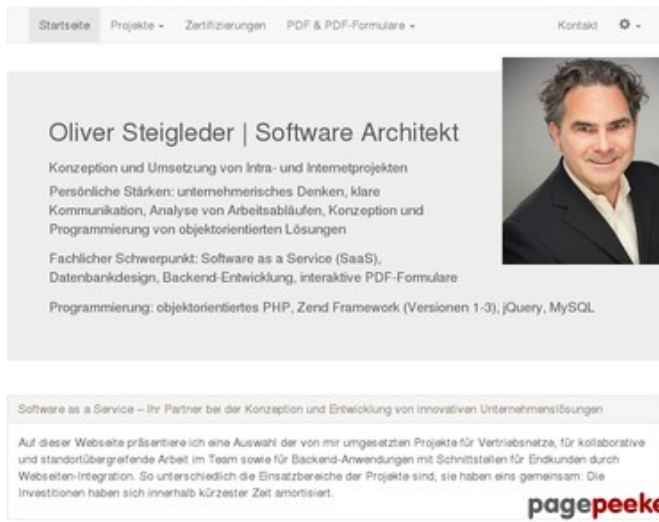 Startseite Projekte Zertifizierungen PDF & PDF-Formulare Kontakt
Oliver Steigleder | Software Architekt
Konzeption und Umsetzung von Intra- und Internetprojekten
Persönliche Stärken: unternehmerisches Denken, klare
Kommunikation, Analyse von Arbeitsabläufen, Konzeption und
Programmierung von objektorientierten Lösungen
Fachlicher Schwerpunkt: Software as a Service (SaaS),
Datenbankdesign, Backend-Entwicklung, interaktive PDF-Formulare
Programmierung: objektorientiertes PHP, Zend Framework (Versionen 1-3), jQuery, MySQL
Software as a Service – Ihr Partner bei der Konzeption und Entwicklung von innovativen Unternehmenslösungen
Auf dieser Webseite präsentiere ich eine Auswahl der von mir umgesetzten Projekte für Vertriebsnetze, für kollaborative
und standortübergreifende Arbeit im Team sowie für Backend-Anwendungen mit Schnittstellen für Endkunden durch
Webseiten-Integration. So unterschiedlich die Einsatzbereiche der Projekte sind, sie haben eins gemeinsam: Die
Investitionen haben sich innerhalb kürzester Zeit amortisiert.
pagepeeke